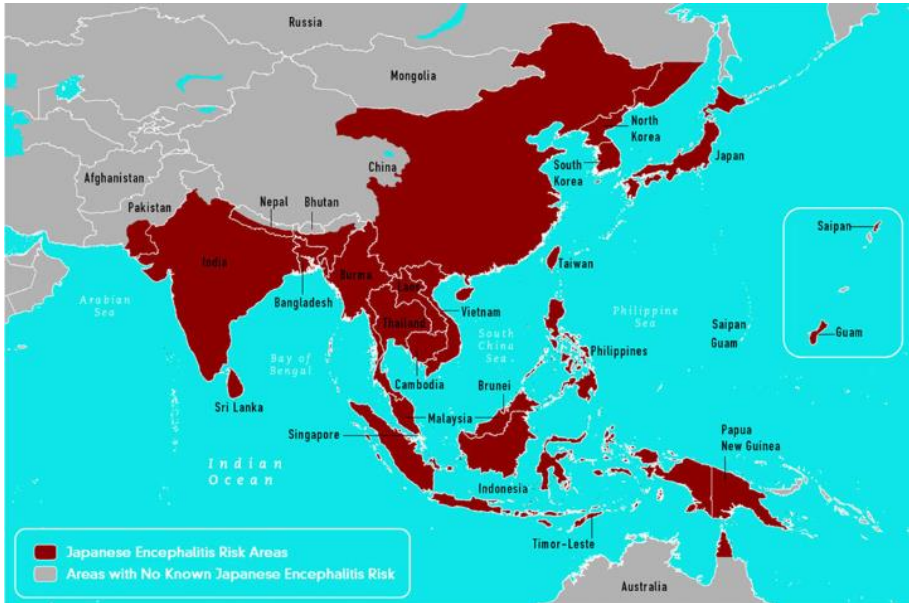 Russia
Mongolia
North
Korea
China
South
Korea
Japan
Afghanistan
Pakistan
Nepal
Bhutan
Saipan
India
Burma
Taiwan
Arabian
Sea
Bangladesh
Laos
Vietnam
Philippine
Sea
Thailand
South
China
Sea
Saipan
Guam
Guam
Bay of
Bengal
Philippines
Cambodia
Brunei
Sri Lanka
Malaysia
Singapore
Papua
New Guinea
Indian
Ocean
Indonesia
Timor-Leste
Japanese Encephalitis Risk Areas
Areas with No Known Japanese Encephalitis Risk
Australia